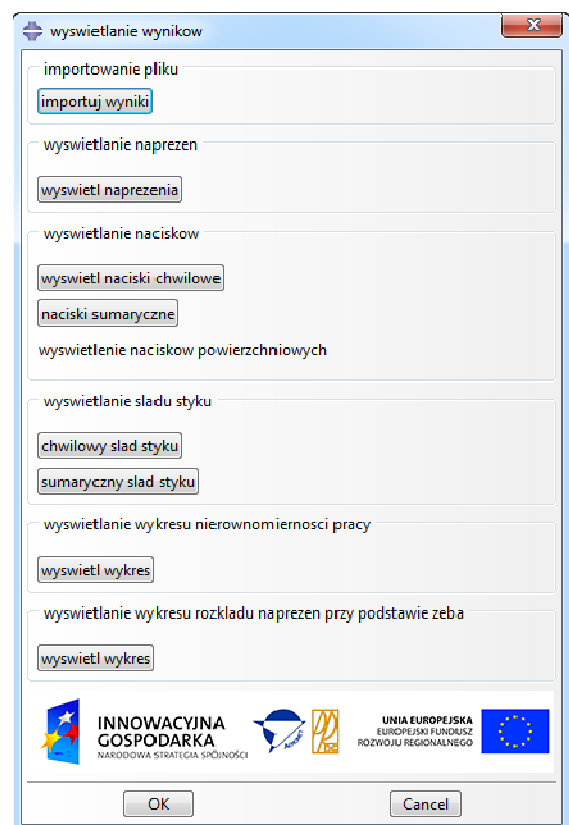 wyswietlanie wynikow
importowanie pliku
importuj wyniki
wyswietlanie naprezen
wyswietl naprezenia
wyswietlanie naciskow
wyswietl naciski chwilowe
naciski sumaryczne
wyswietlenie naciskow powierzchniowych
wyswietlanie sladu styku
chwilowy slad styku
sumaryczny slad styku
wyswietlanie wykresu nierownomiernosci pracy
wyswietl wykres
wyswietlanie wykresu rozkladu naprezen przy podstawie zeba
wyswietl wykres
INNOWACYJNA
GOSPODARKA
NARODOWA STRATEGIA SPÓJNOŚCI
UNIA EUROPEJSKA
EUROPEJSKI FUNDUSZ
ROZWOJU REGIONALNEGO
OK
Cancel